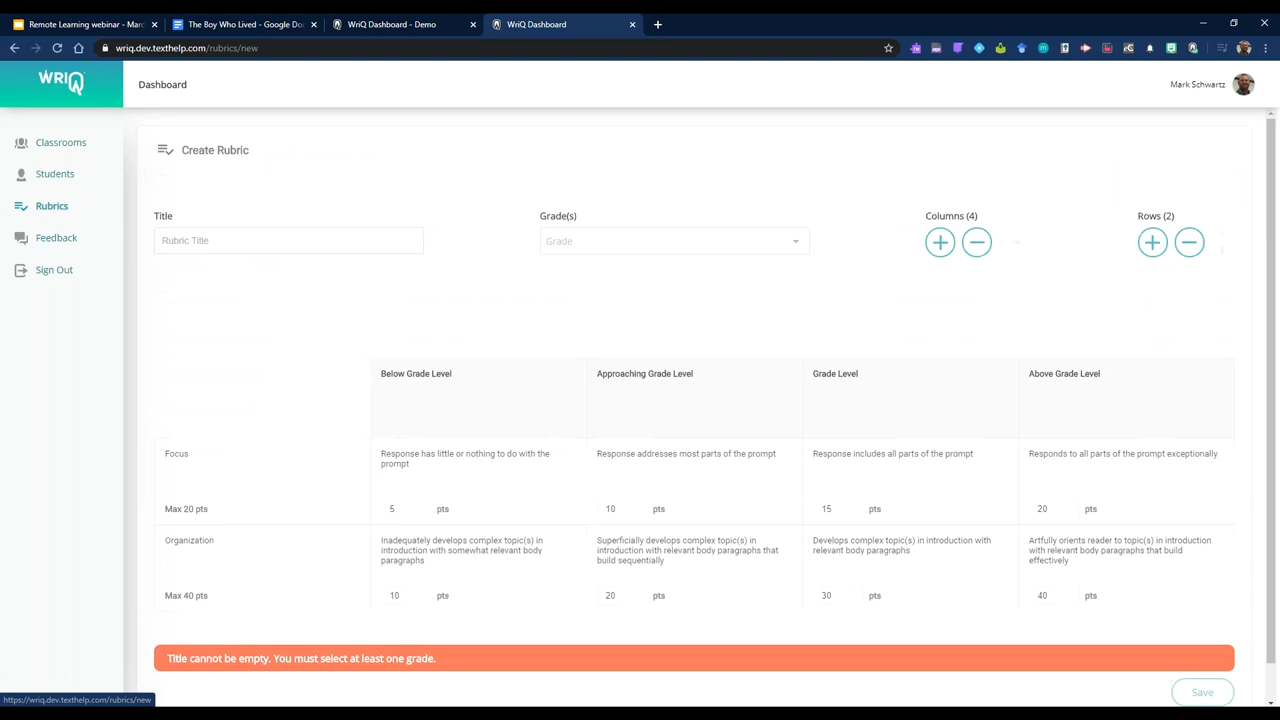 Remote Learning webinar - Marc
The Boy Who Lived - Google Do
WriQ Dashboard - Demo
WriQ Dashboard
wriq.dev.texthelp.com/rubrics/new
WRIQ
Dashboard
Mark Schwartz
Classrooms
Students
Rubrics
Feedback
Sign Out
Create Rubric
Title
Grade(s)
Columns (4)
Rows (2)
Rubric Title
Grade
Below Grade Level
Approaching Grade Level
Grade Level
Above Grade Level
Focus
Response has little or nothing to do with the
prompt
Response addresses most parts of the prompt
Response includes all parts of the prompt
Responds to all parts of the prompt exceptionally
Max 20 pts
5 pts
10 pts
15 pts
20 pts
Organization
Inadequately develops complex topic(s) in
introduction with somewhat relevant body
paragraphs
Superficially develops complex topic(s) in
introduction with relevant body paragraphs that
build sequentially
Develops complex topic(s) in introduction with
relevant body paragraphs
Artfully orients reader to topic(s) in introduction
with relevant body paragraphs that build
effectively
Max 40 pts
10 pts
20 pts
30 pts
40 pts
Title cannot be empty. You must select at least one grade.
Save
https://wriq.dev.texthelp.com/rubrics/new